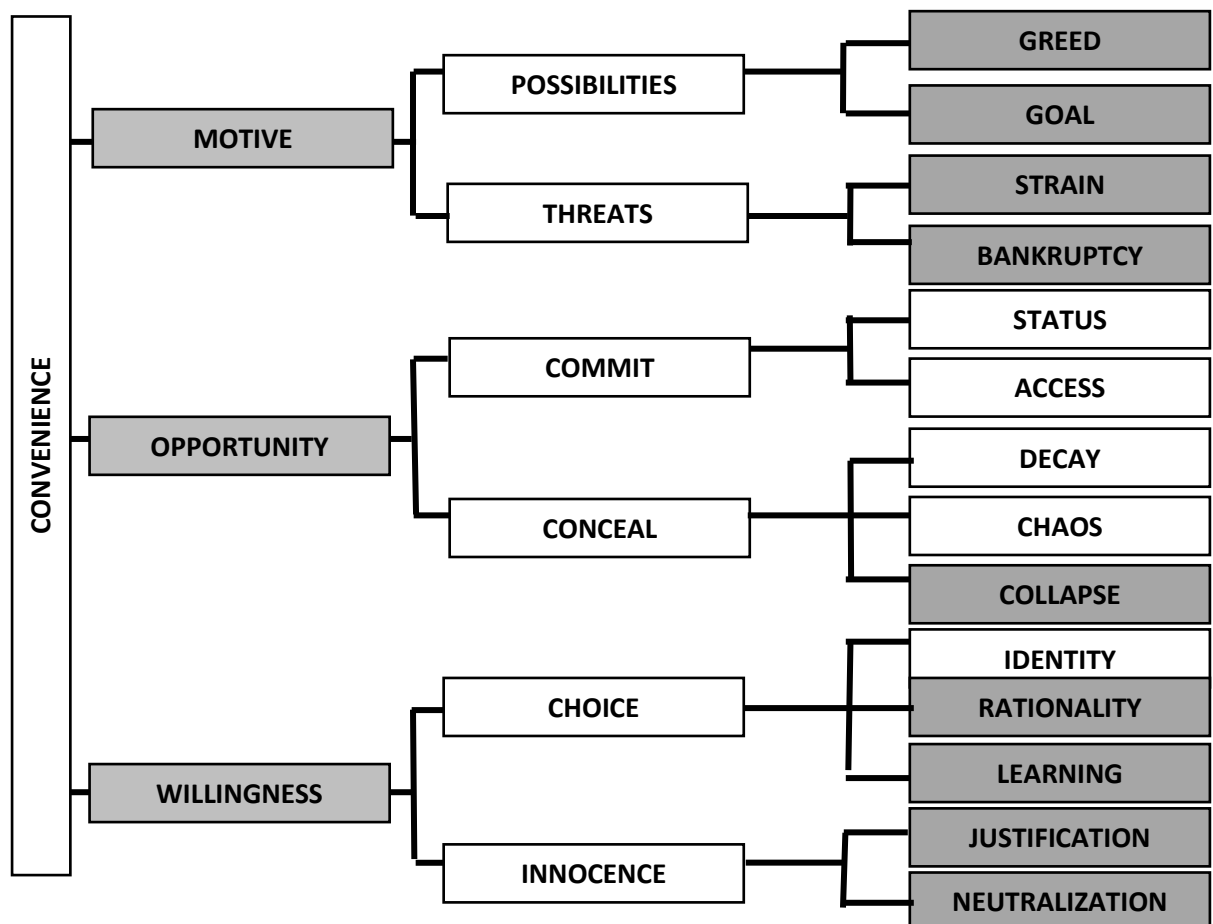 CONVENIENCE
MOTIVE
POSSIBILITIES
GREED
GOAL
THREATS
STRAIN
BANKRUPTCY
OPPORTUNITY
COMMIT
STATUS
ACCESS
CONCEAL
DECAY
CHAOS
COLLAPSE
WILLINGNESS
CHOICE
IDENTITY
RATIONALITY
LEARNING
INNOCENCE
JUSTIFICATION
NEUTRALIZATION